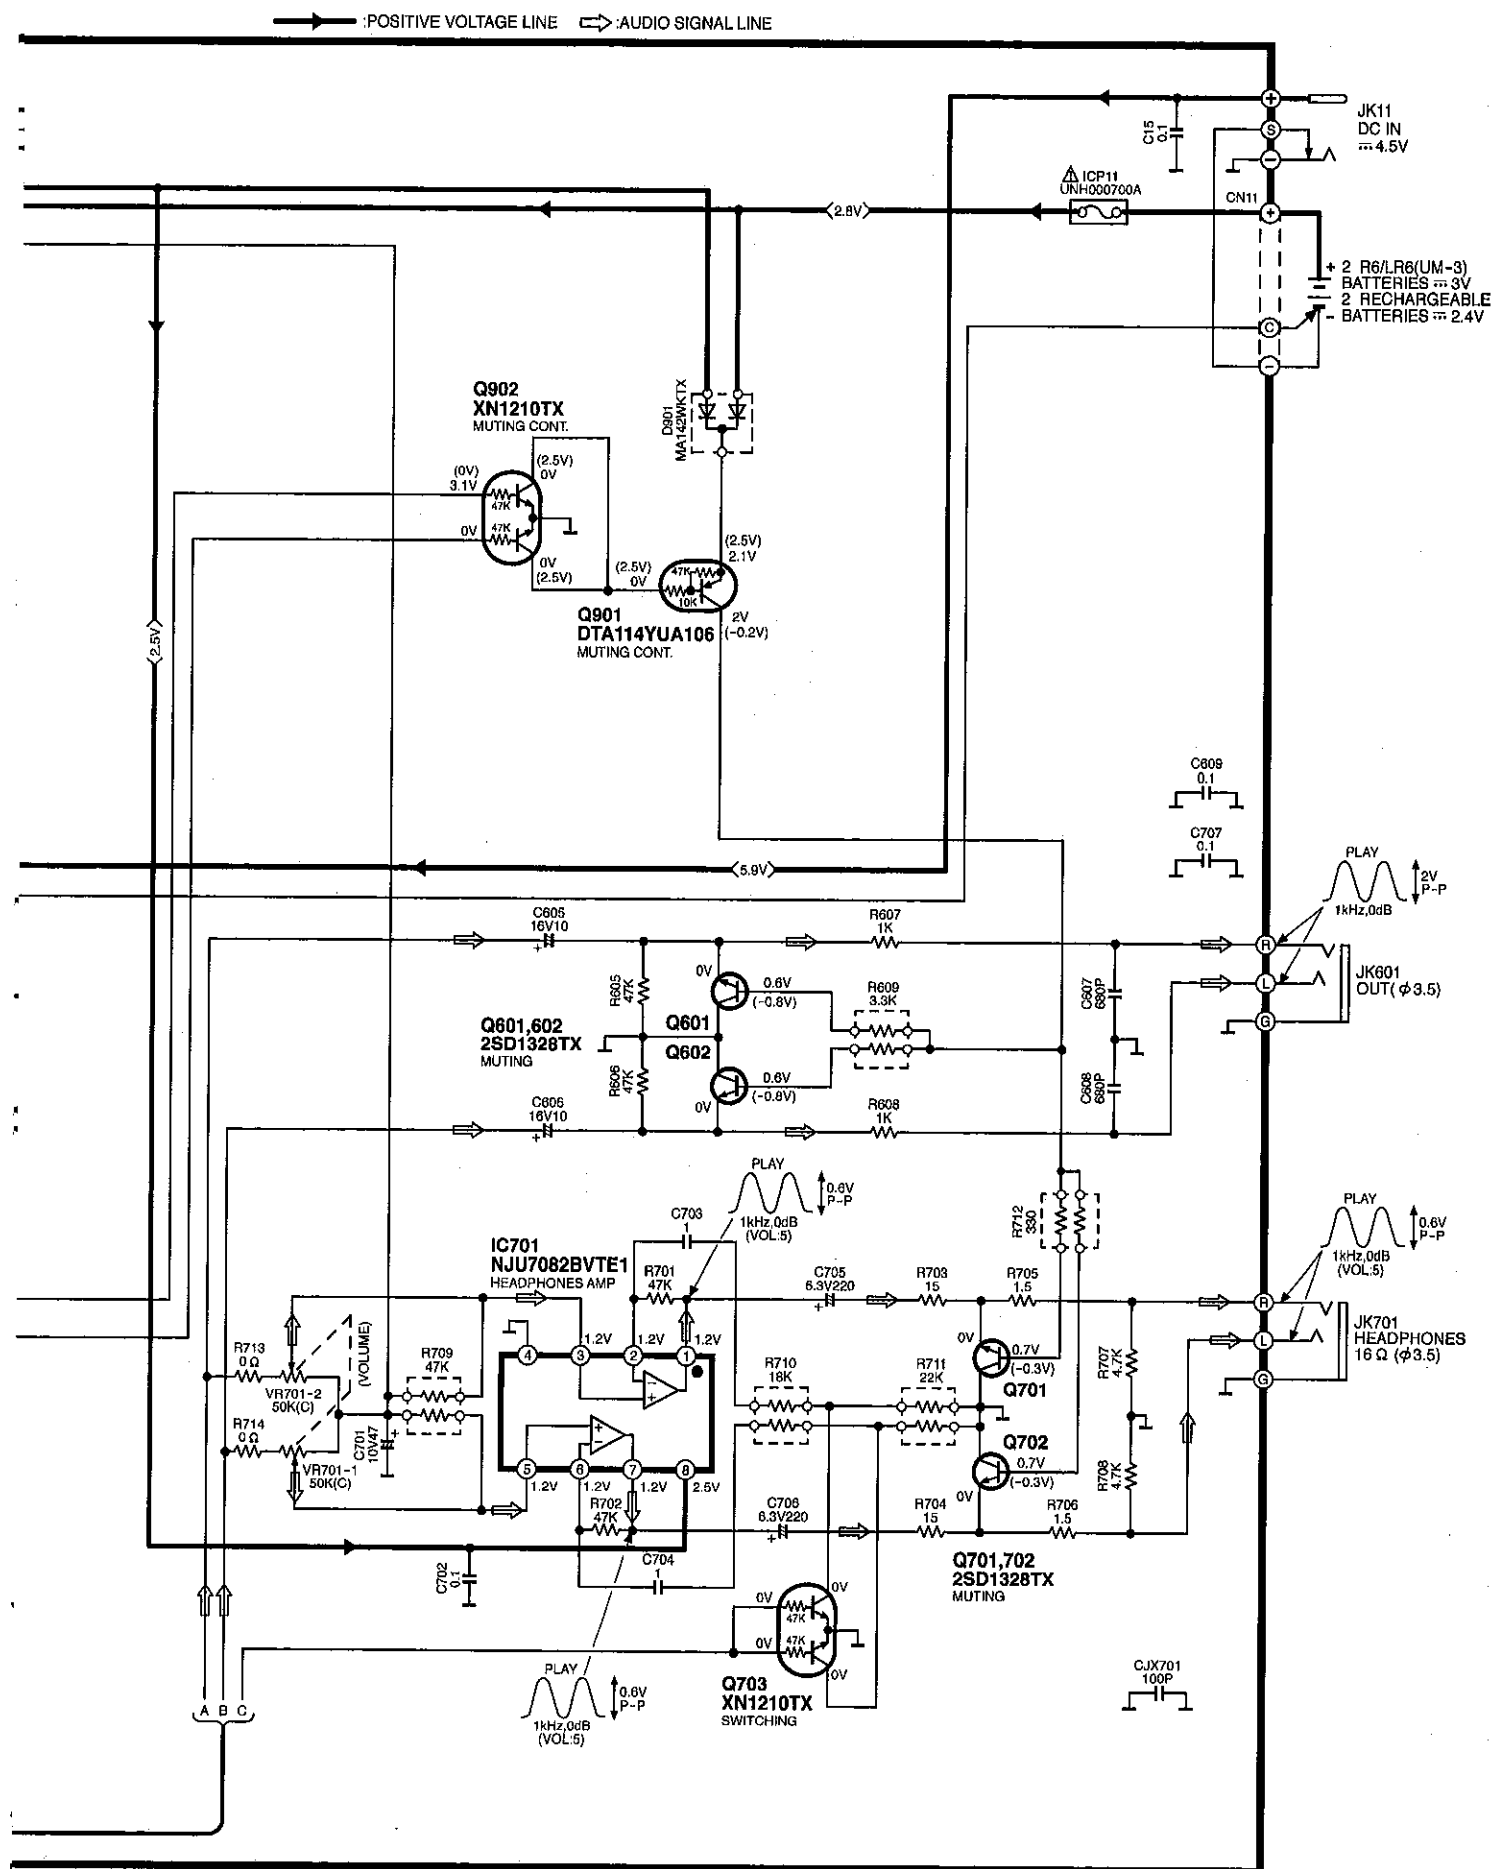 :POSITIVE VOLTAGE LINE :AUDIO SIGNAL LINE
JK11
DC IN
4.5V
C15
0.1
+
S
−
ICP11
UNH000700A
CN11
+
2.8V
+ 2 R6/LR6(UM-3)
BATTERIES 3V
2 RECHARGEABLE
- BATTERIES 2.4V
C
−
Q902
XN1210TX
MUTING CONT.
D901
MA142WKTX
(2.5V)
0V
(0V)
3.1V
47K
0V
47K
0V
(2.5V)
(2.5V)
0V
(2.5V)
2.1V
47K
10K
Q901
DTA114YUA106
MUTING CONT.
2V
(-0.2V)
2.5V
C609
0.1
C707
0.1
5.9V
PLAY
2V
P-P
1kHz,0dB
C605
16V10
+
R607
1K
R
L
G
JK601
OUT(φ3.5)
R605
47K
0V
0.6V
(-0.8V)
R609
3.3K
C607
680P
Q601,602
2SD1328TX
MUTING
Q601
Q602
R606
47K
0.6V
(-0.8V)
0V
C608
680P
C606
16V10
+
R608
1K
PLAY
0.6V
P-P
1kHz,0dB
(VOL:5)
C703
1
R712
330
PLAY
0.6V
P-P
1kHz,0dB
(VOL:5)
IC701
NJU7082BVTE1
HEADPHONES AMP
R701
47K
C705
6.3V220
+
R703
15
R705
1.5
R
L
G
JK701
HEADPHONES
16Ω (φ3.5)
R713
0Ω
(VOLUME)
R709
47K
4
3
1.2V
2
1.2V
1
1.2V
0V
0.7V
(-0.3V)
Q701
R707
4.7K
VR701-2
50K(C)
R710
18K
R711
22K
R714
0Ω
C701
10V47
+
VR701-1
50K(C)
5
1.2V
6
1.2V
7
1.2V
8
2.5V
Q702
0.7V
(-0.3V)
0V
R708
4.7K
R702
47K
C706
6.3V220
+
R704
15
R706
1.5
C702
0.1
C704
1
Q701,702
2SD1328TX
MUTING
0V
0V
47K
0V
47K
0V
Q703
XN1210TX
SWITCHING
PLAY
0.6V
P-P
1kHz,0dB
(VOL:5)
CJX701
100P
A B C